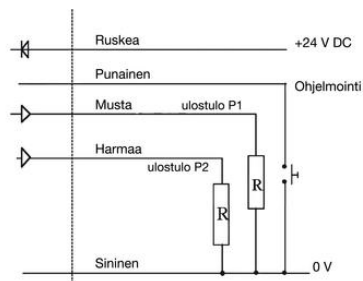 Ruskea
+24 V DC
Punainen
Ohjelmointi
Musta
ulostulo P1
Harmaa
ulostulo P2
R
R
Sininen
0 V